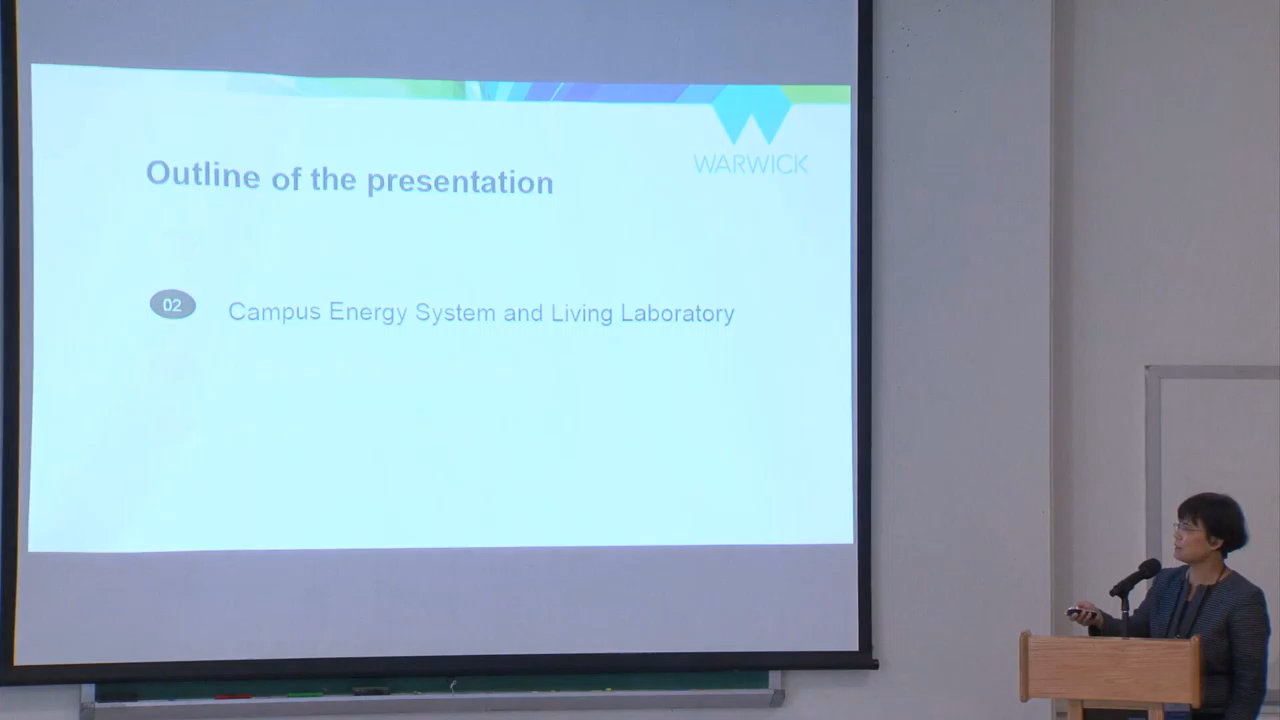 WARWICK
Outline of the presentation
02 Campus Energy System and Living Laboratory